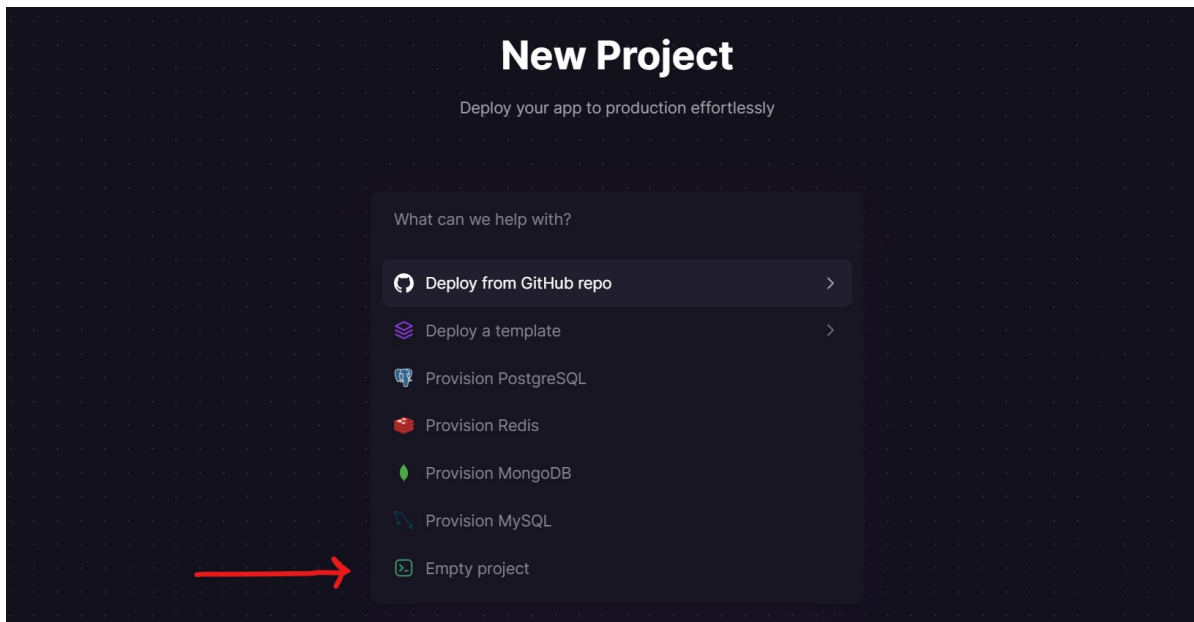 New Project
Deploy your app to production effortlessly
What can we help with?
Deploy from GitHub repo
Deploy a template
Provision PostgreSQL
Provision Redis
Provision MongoDB
Provision MySQL
Empty project